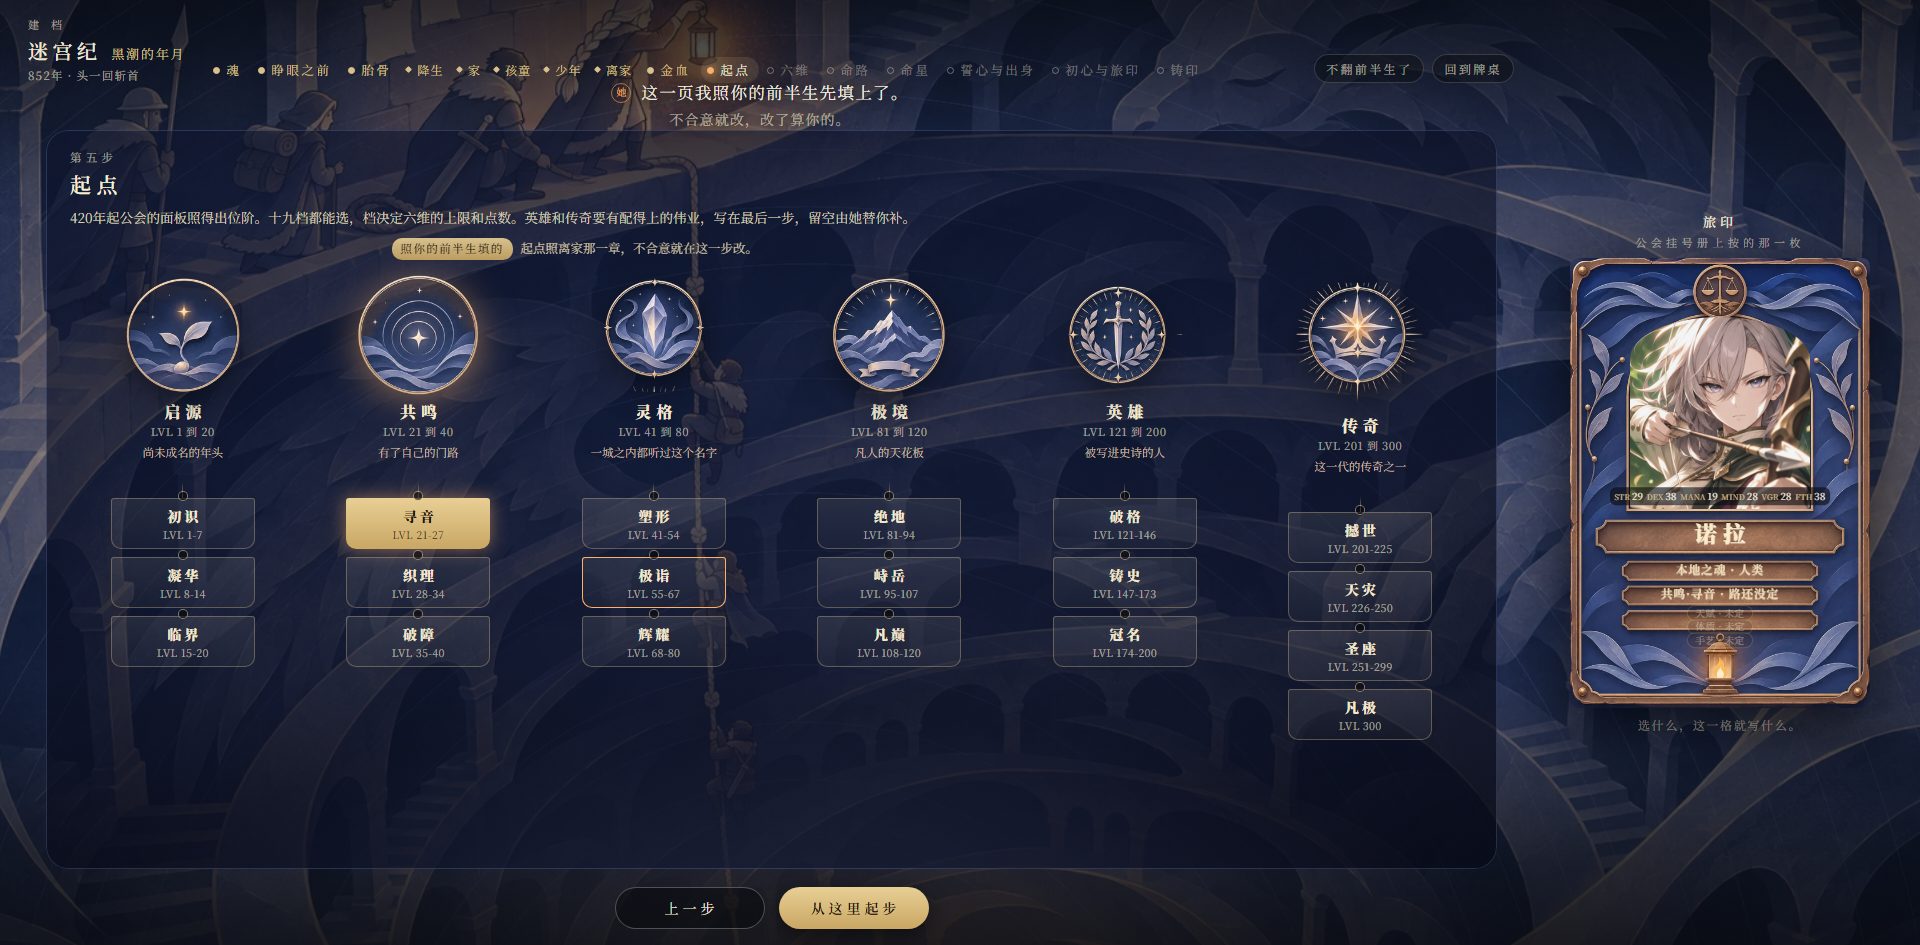 建 档
迷宫纪 黑潮的年月
852年 · 头一回斩首
魂 睁眼之前 胎骨 降生 家 孩童 少年 离家 金血 起点 六维 命路 命星 誓心与出身 初心与旅印 铸印
不翻前半生了 回到牌桌
她 这一页我照你的前半生先填上了。
不合意就改，改了算你的。
第五步
起点
420年起公会的面板照得出位阶。十九档都能选，档决定六维的上限和点数。英雄和传奇要有配得上的伟业，写在最后一步，留空由她替你补。
照你的前半生填的 起点照离家那一章，不合意就在这一步改。
启源
LVL 1 到 20
尚未成名的年头
初识
LVL 1-7
凝华
LVL 8-14
临界
LVL 15-20
共鸣
LVL 21 到 40
有了自己的门路
寻音
LVL 21-27
织理
LVL 28-34
破障
LVL 35-40
灵格
LVL 41 到 80
一城之内都听过这个名字
塑形
LVL 41-54
极诣
LVL 55-67
辉耀
LVL 68-80
极境
LVL 81 到 120
凡人的天花板
绝地
LVL 81-94
峙岳
LVL 95-107
凡巅
LVL 108-120
英雄
LVL 121 到 200
被写进史诗的人
破格
LVL 121-146
铸史
LVL 147-173
冠名
LVL 174-200
传奇
LVL 201 到 300
这一代的传奇之一
撼世
LVL 201-225
天灾
LVL 226-250
圣座
LVL 251-299
凡极
LVL 300
旅印
公会挂号册上按的那一枚
STR 29 DEX 38 MANA 19 MIND 28 VGR 28 FTH 38
诺拉
本地之魂 · 人类
共鸣·寻音 · 路还没定
天赋 · 未定
体质 · 未定
手艺 · 未定
选什么，这一格就写什么。
上一步 从这里起步